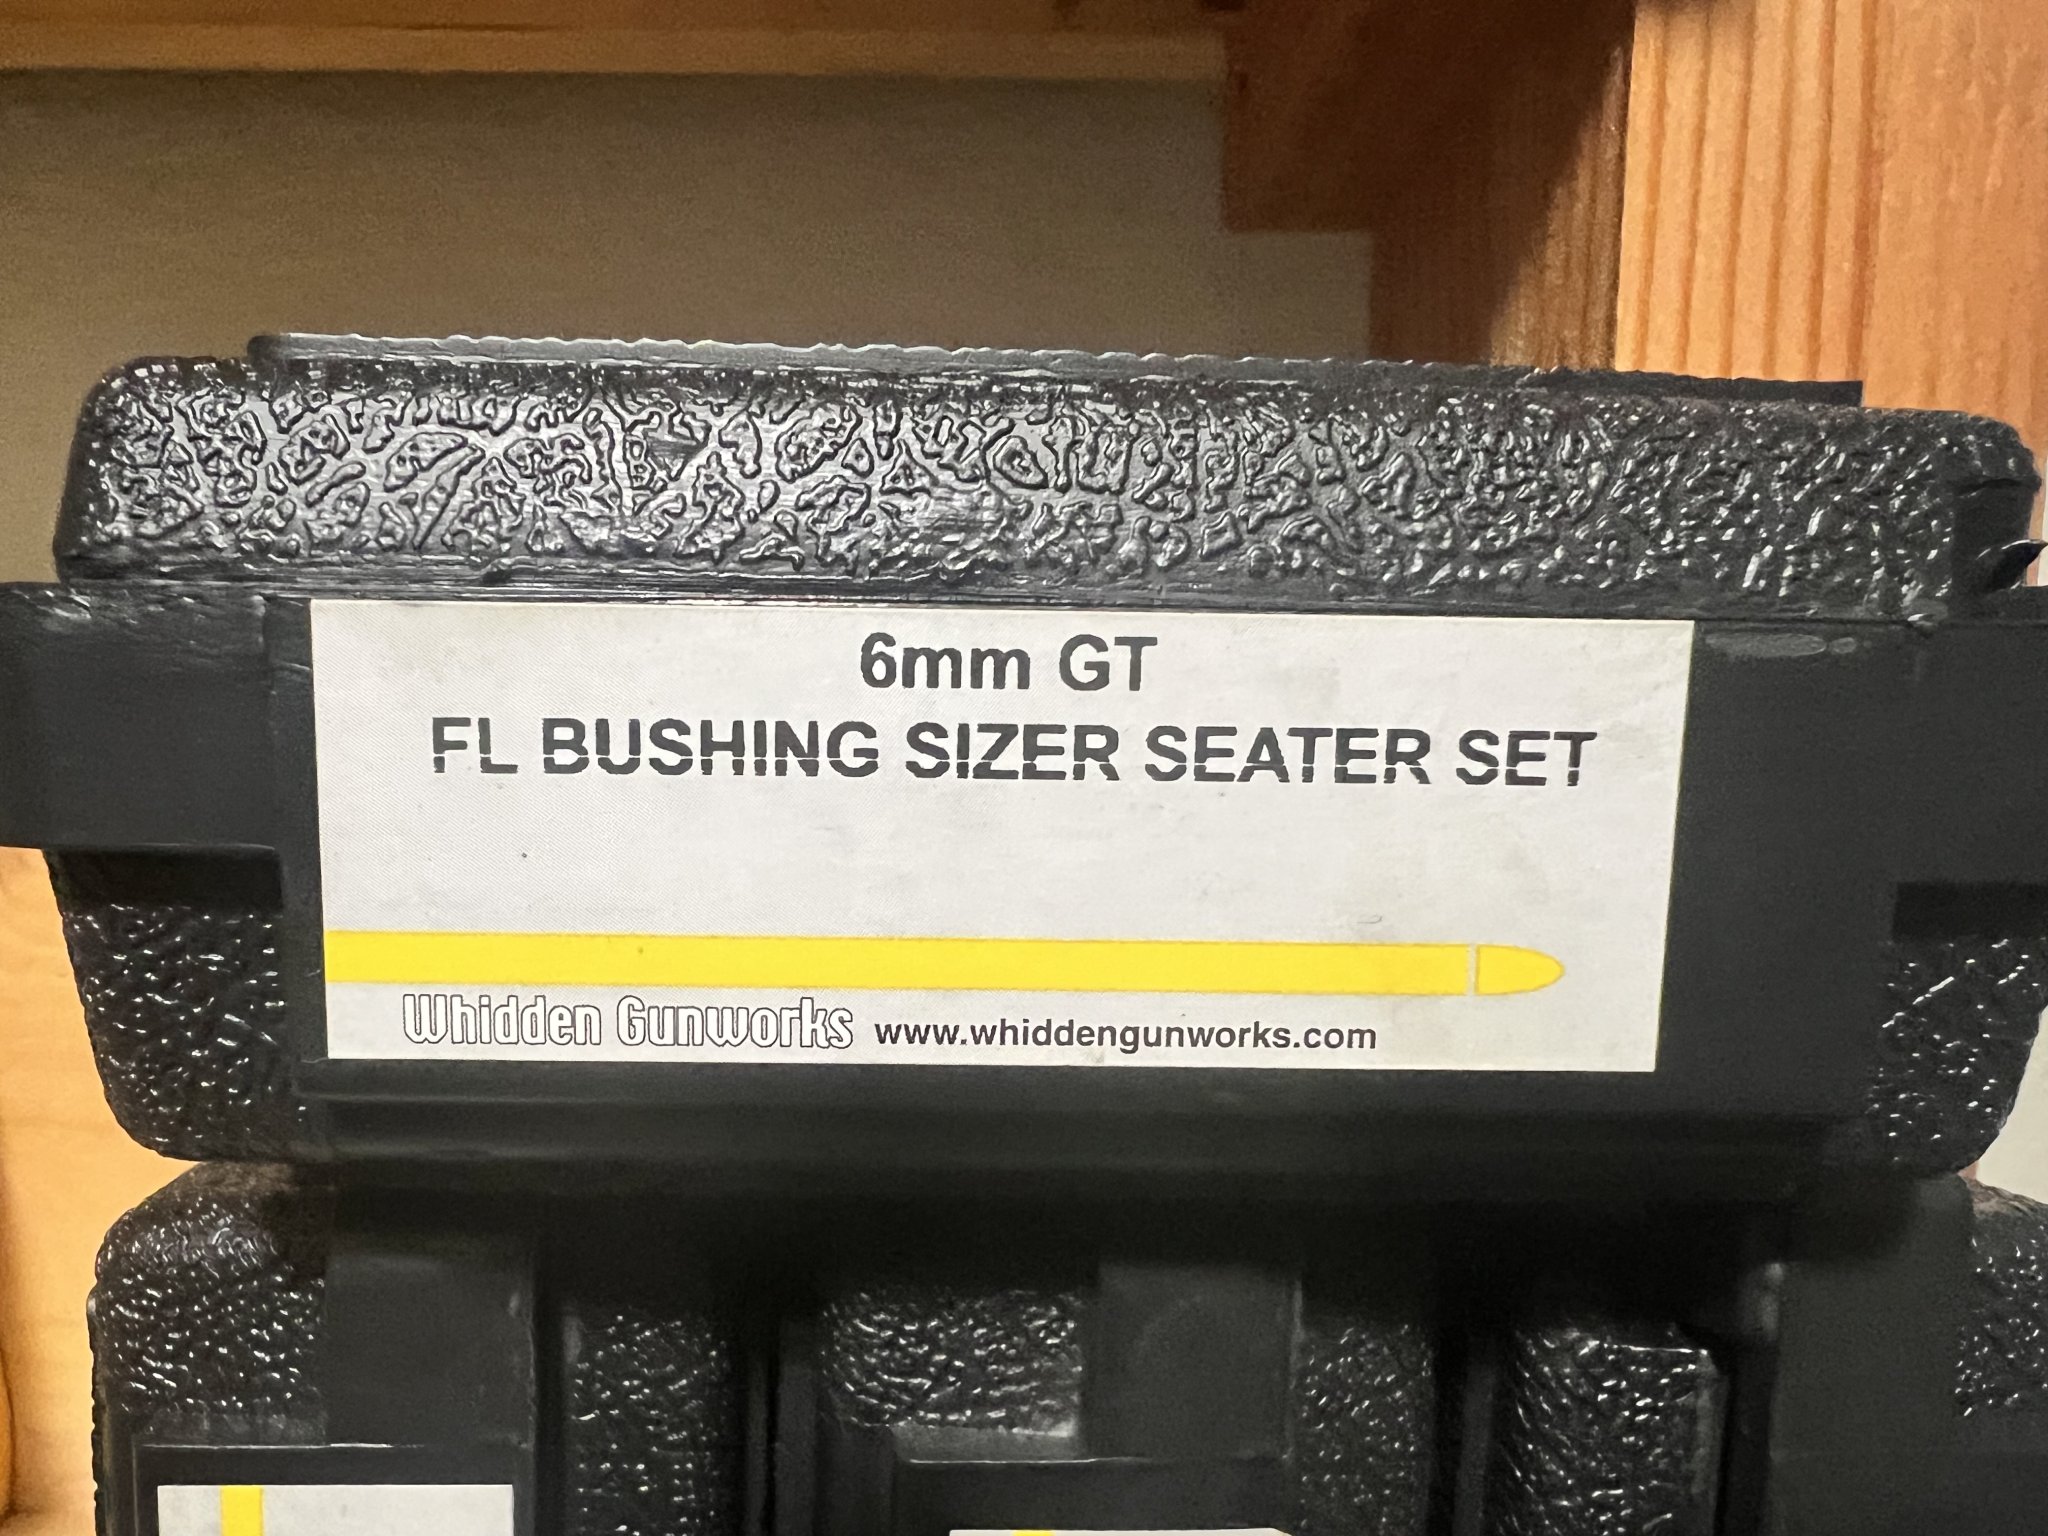 6mm GT
FL BUSHING SIZER SEATER SET
Whidden Gunworks www.whiddengunworks.com